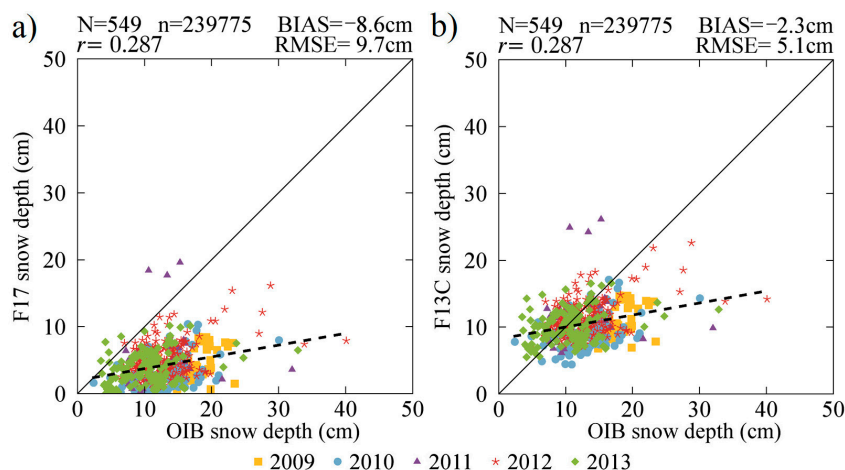 a)
N=549 n=239775 BIAS=−8.6cm
r= 0.287 RMSE= 9.7cm
50
40
30
20
10
0
F17 snow depth (cm)
0 10 20 30 40 50
OIB snow depth (cm)
b)
N=549 n=239775 BIAS=−2.3cm
r= 0.287 RMSE= 5.1cm
50
40
30
20
10
0
F13C snow depth (cm)
0 10 20 30 40 50
OIB snow depth (cm)
2009 2010 2011 2012 2013